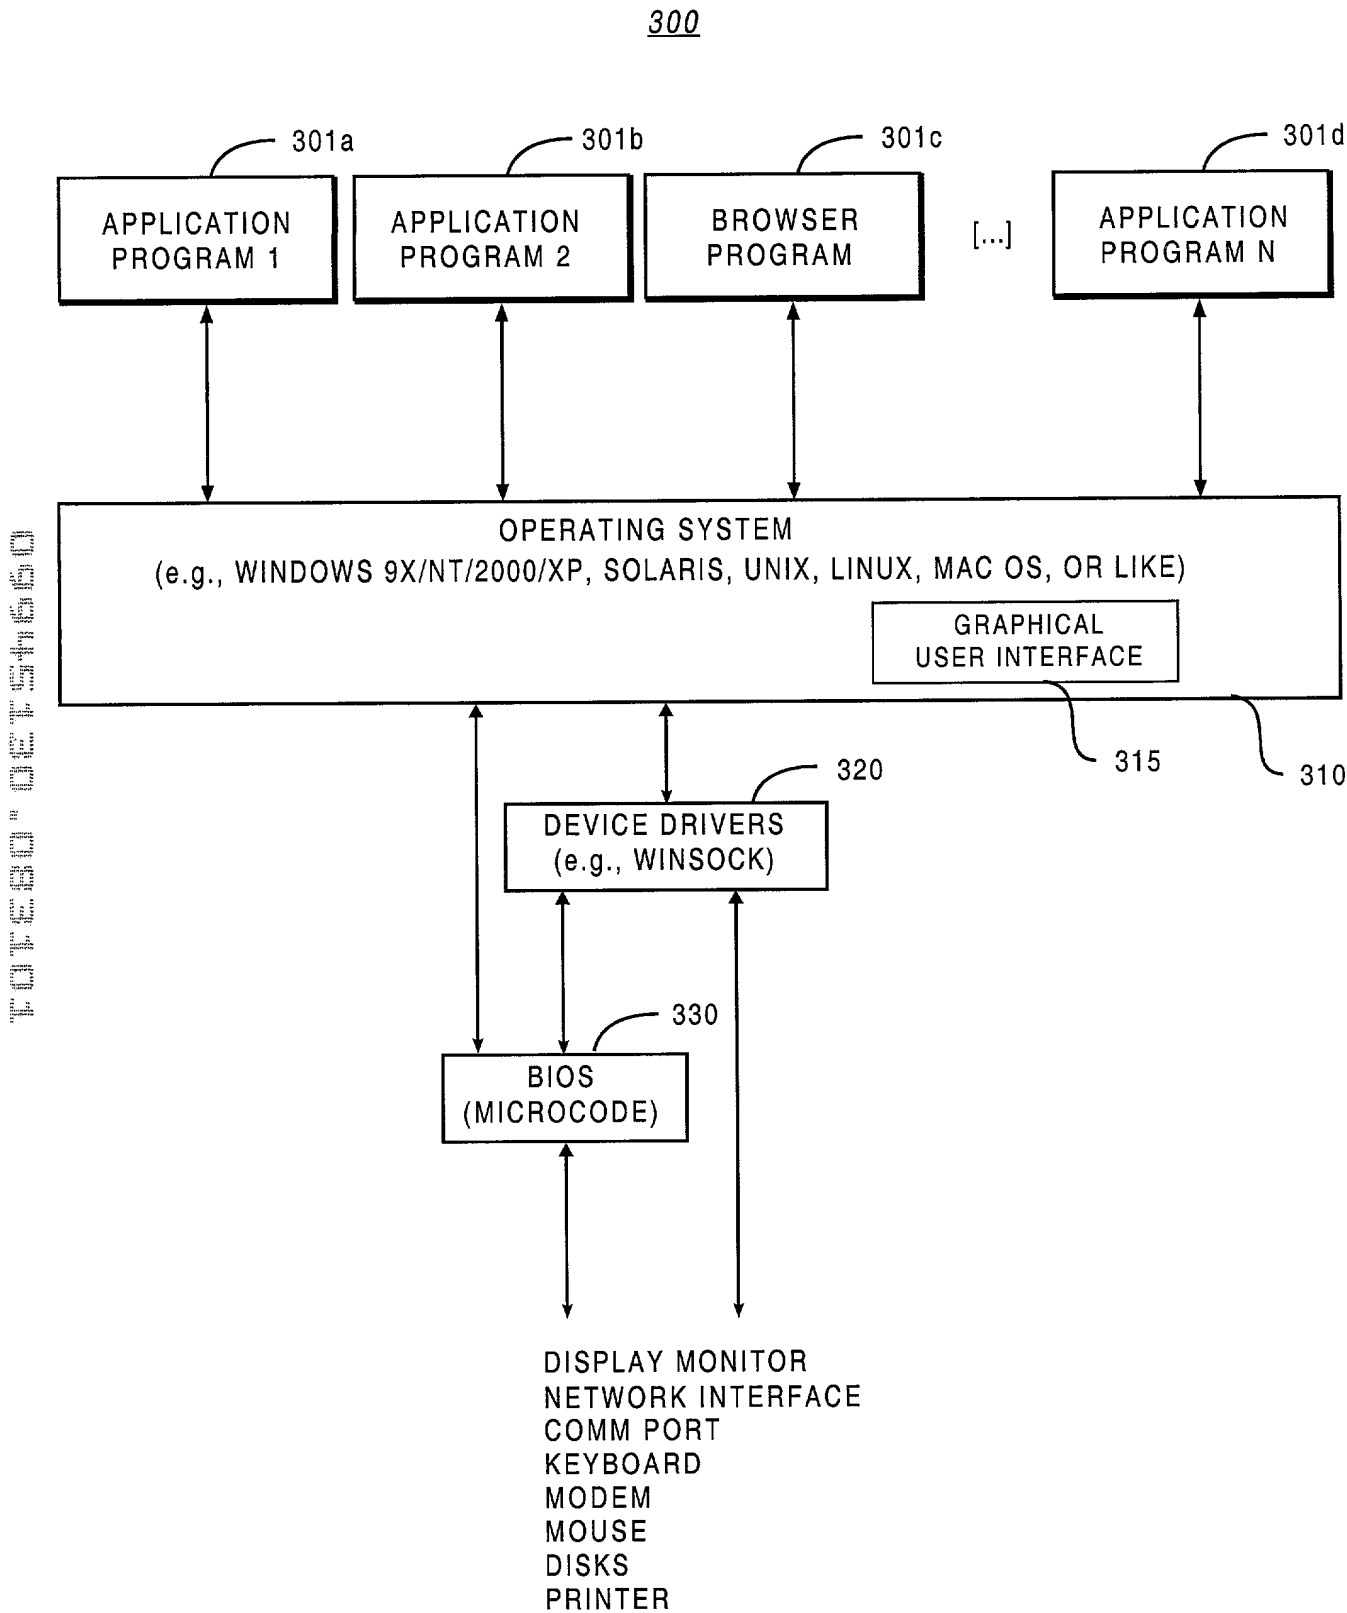 300
301a
301b
301c
301d
APPLICATION
PROGRAM 1
APPLICATION
PROGRAM 2
BROWSER
PROGRAM
[...]
APPLICATION
PROGRAM N
OPERATING SYSTEM
(e.g., WINDOWS 9X/NT/2000/XP, SOLARIS, UNIX, LINUX, MAC OS, OR LIKE)
GRAPHICAL
USER INTERFACE
315
310
320
DEVICE DRIVERS
(e.g., WINSOCK)
330
BIOS
(MICROCODE)
DISPLAY MONITOR
NETWORK INTERFACE
COMM PORT
KEYBOARD
MODEM
MOUSE
DISKS
PRINTER